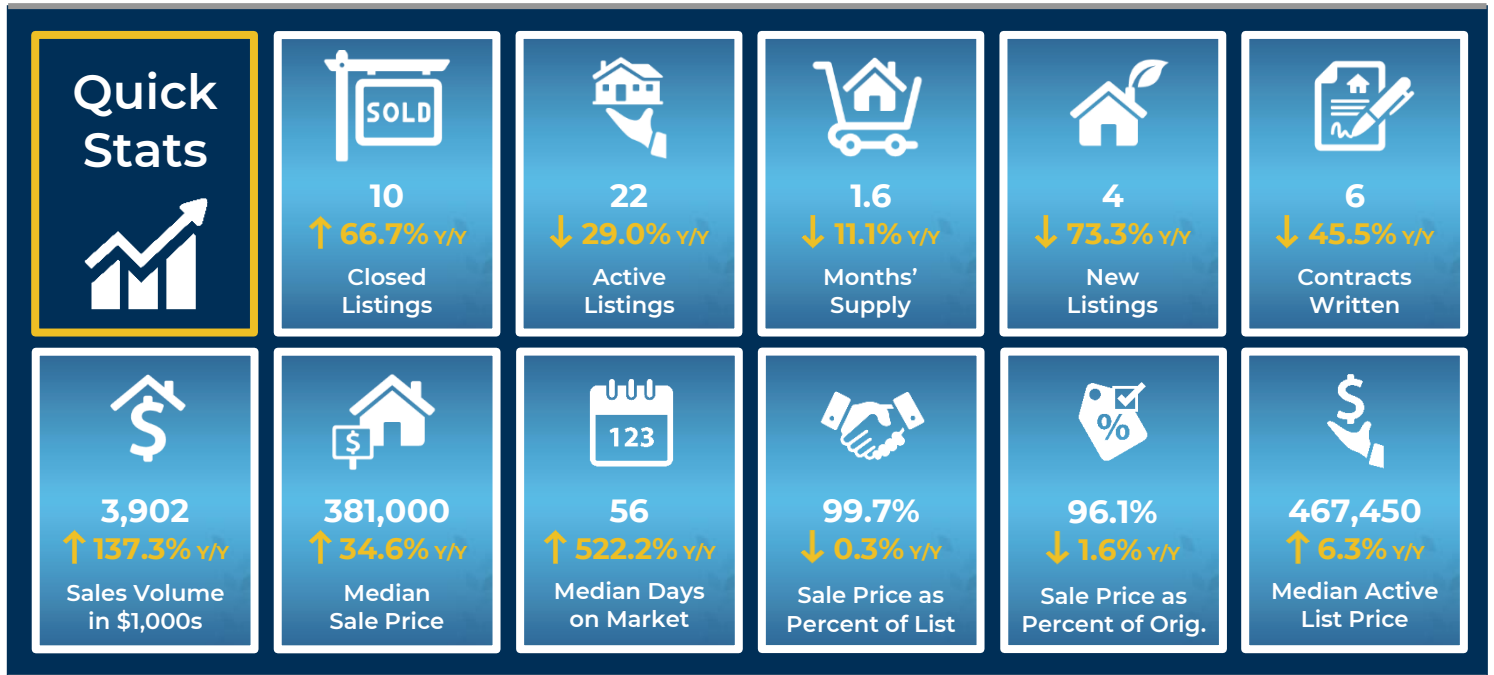 Quick
Stats
SOLD
10
↑ 66.7% Y/Y
Closed
Listings
22
↓ 29.0% Y/Y
Active
Listings
1.6
↓ 11.1% Y/Y
Months’
Supply
4
↓ 73.3% Y/Y
New
Listings
6
↓ 45.5% Y/Y
Contracts
Written
$
3,902
↑ 137.3% Y/Y
Sales Volume
in $1,000s
$
381,000
↑ 34.6% Y/Y
Median
Sale Price
123
56
↑ 522.2% Y/Y
Median Days
on Market
99.7%
↓ 0.3% Y/Y
Sale Price as
Percent of List
%
96.1%
↓ 1.6% Y/Y
Sale Price as
Percent of Orig.
$
467,450
↑ 6.3% Y/Y
Median Active
List Price